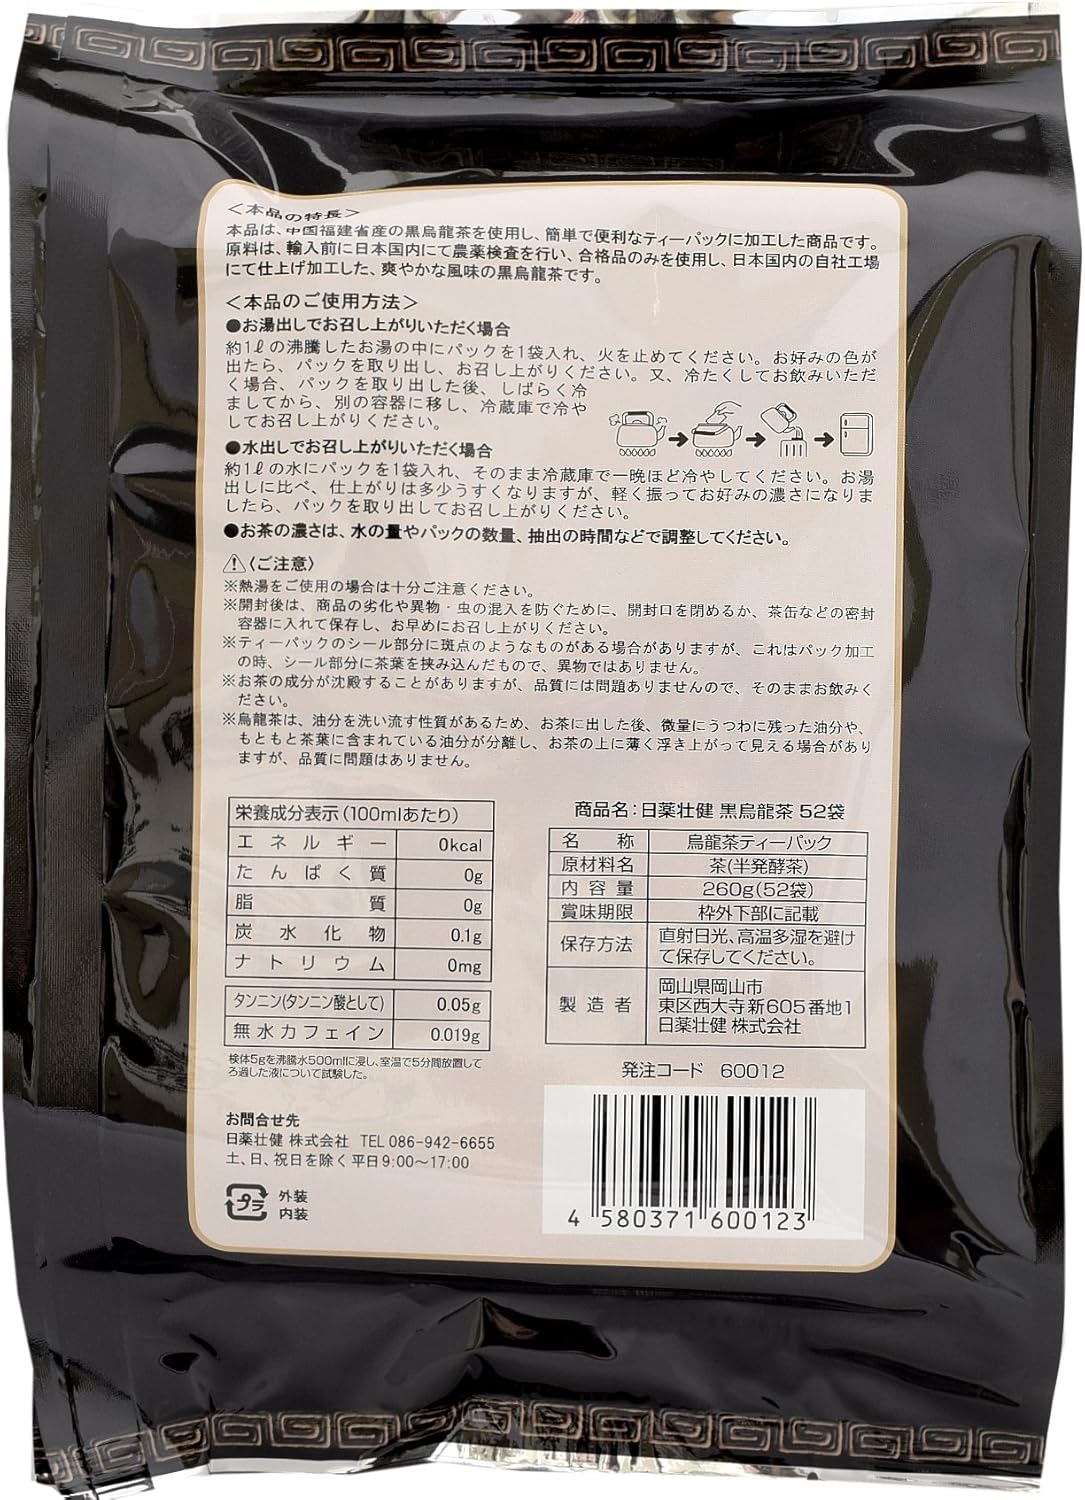 ＜本品の特長＞
本品は、中国福建省産の黒烏龍茶を使用し、簡単で便利なティーパックに加工した商品です。
原料は、輸入前に日本国内にて農薬検査を行い、合格品のみを使用し、日本国内の自社工場
にて仕上げ加工した、爽やかな風味の黒烏龍茶です。
＜本品のご使用方法＞
●お湯出しでお召し上がりいただく場合
約1ℓの沸騰したお湯の中にパックを1袋入れ、火を止めてください。お好みの色が
出たら、パックを取り出し、お召し上がりください。又、冷たくしてお飲みいただ
く場合、パックを取り出した後、しばらく冷
ましてから、別の容器に移し、冷蔵庫で冷や
してお召し上がりください。
●水出しでお召し上がりいただく場合
約1ℓの水にパックを1袋入れ、そのまま冷蔵庫で一晩ほど冷やしてください。お湯
出しに比べ、仕上がりは多少うすくなりますが、軽く振ってお好みの濃さになりま
したら、パックを取り出してお召し上がりください。
●お茶の濃さは、水の量やパックの数量、抽出の時間などで調整してください。
⚠〈ご注意〉
※熱湯をご使用の場合は十分ご注意ください。
※開封後は、商品の劣化や異物・虫の混入を防ぐために、開封口を閉めるか、茶缶などの密封
容器に入れて保存し、お早めにお召し上がりください。
※ティーパックのシール部分に斑点のようなものがある場合がありますが、これはパック加工
の時、シール部分に茶葉を挟み込んだもので、異物ではありません。
※お茶の成分が沈殿することがありますが、品質には問題ありませんので、そのままお飲みく
ださい。
※烏龍茶は、油分を洗い流す性質があるため、お茶に出した後、微量にうつわに残った油分や、
もともと茶葉に含まれている油分が分離し、お茶の上に薄く浮き上がって見える場合があり
ますが、品質に問題はありません。
栄養成分表示(100mlあたり)
エネルギー 0kcal
たんぱく質 0g
脂質 0g
炭水化物 0.1g
ナトリウム 0mg
タンニン(タンニン酸として) 0.05g
無水カフェイン 0.019g
検体5gを沸騰水500mlに浸し、室温で5分間放置して
ろ過した液について試験した。
お問合せ先
日薬壮健 株式会社 TEL 086-942-6655
土、日、祝日を除く平日9:00〜17:00
プラ
外装
内装
商品名：日薬壮健 黒烏龍茶 52袋
名称 烏龍茶ティーパック
原材料名 茶(半発酵茶)
内容量 260g(52袋)
賞味期限 枠外下部に記載
保存方法 直射日光、高温多湿を避け
て保存してください。
製造者 岡山県岡山市
東区西大寺新605番地1
日薬壮健 株式会社
発注コード 60012
4 580371 600123